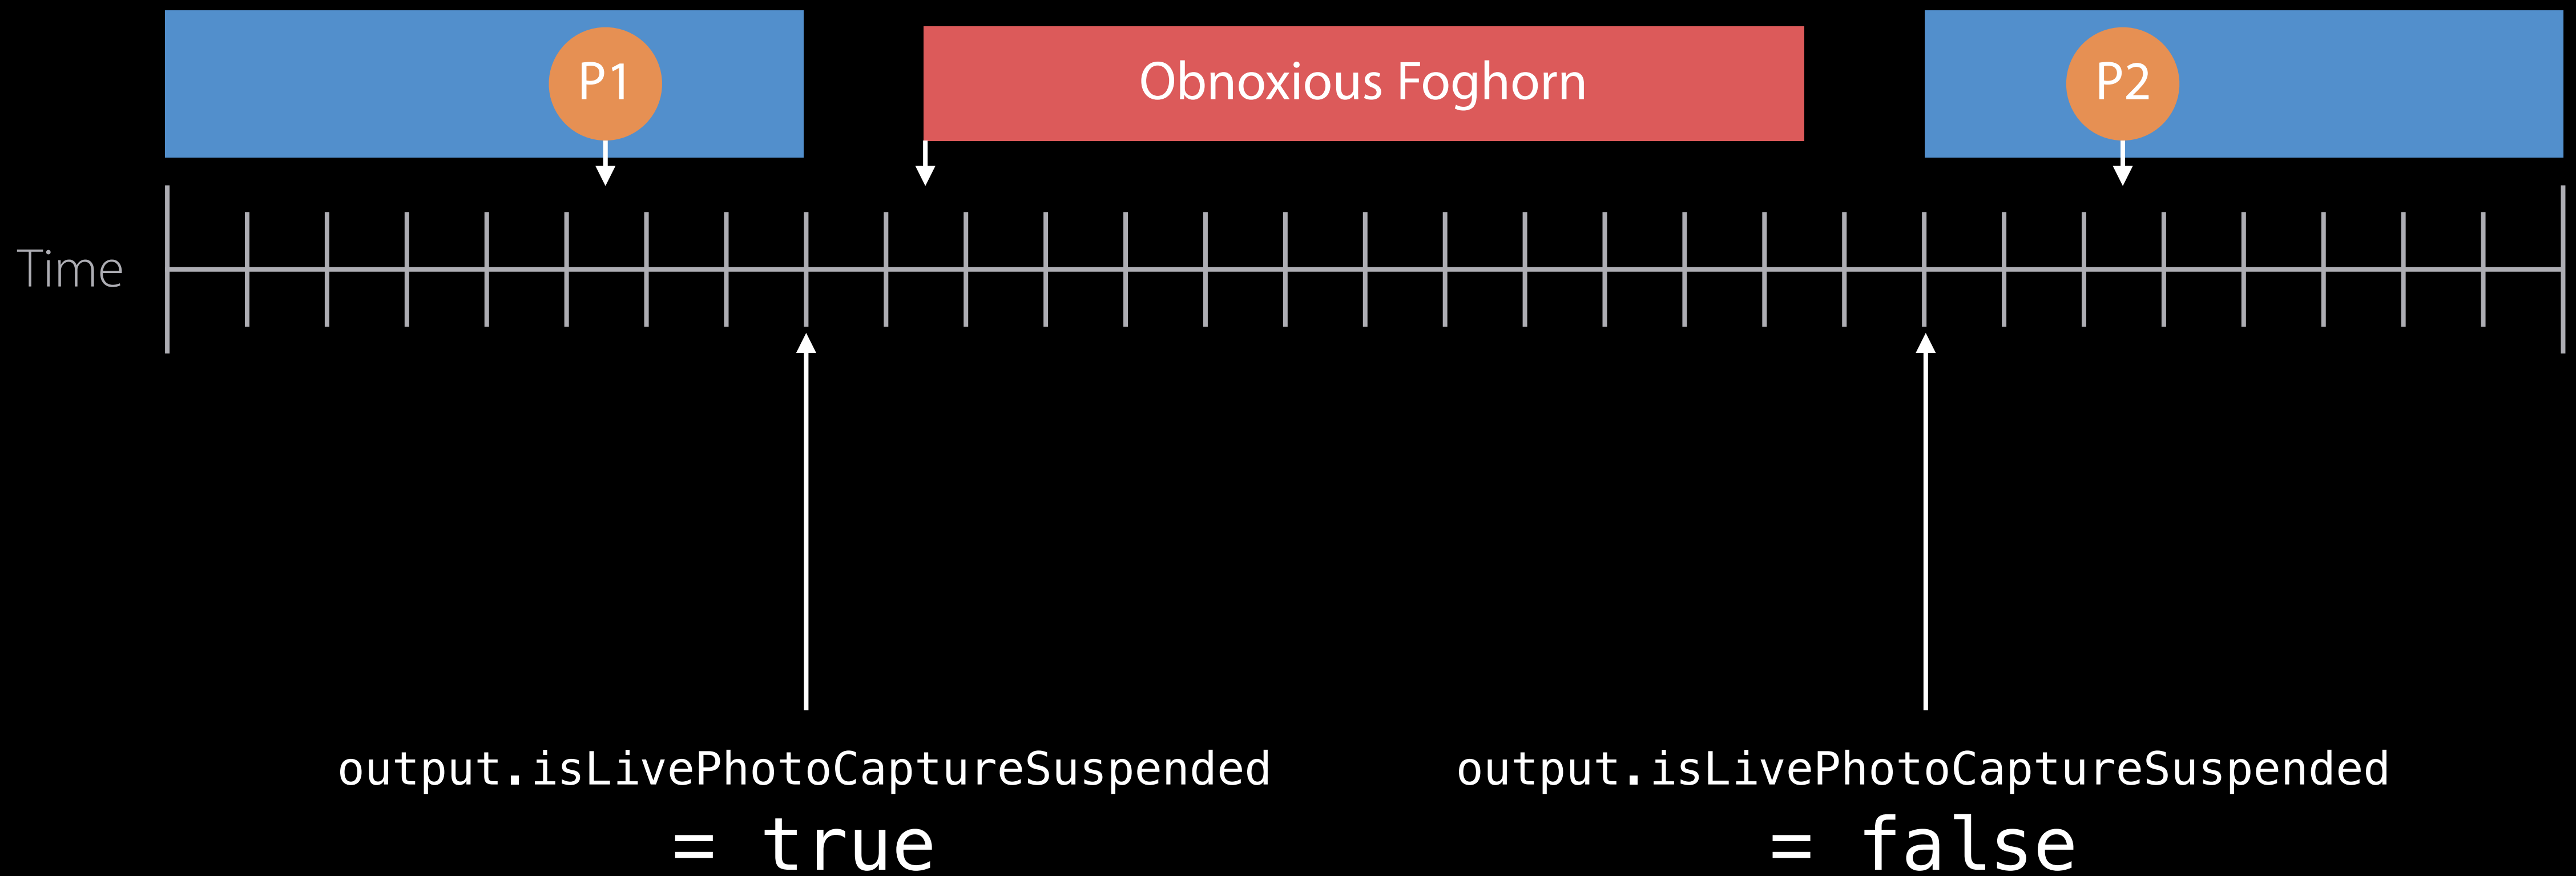 P1
Obnoxious Foghorn
P2
Time
output.isLivePhotoCaptureSuspended
= true
output.isLivePhotoCaptureSuspended
= false